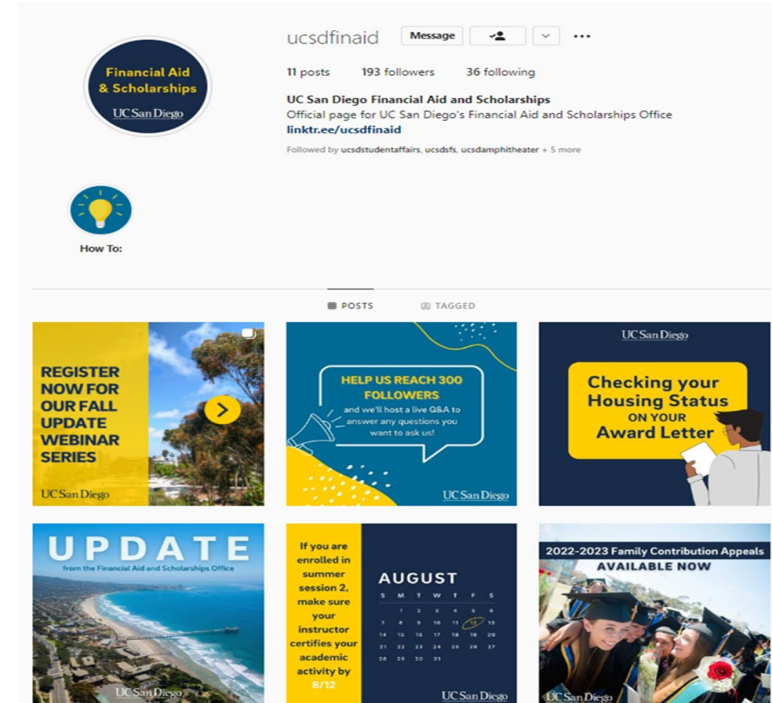 Financial Aid
& Scholarships
UC San Diego
ucsdfinaid Message
11 posts 193 followers 36 following
UC San Diego Financial Aid and Scholarships
Official page for UC San Diego's Financial Aid and Scholarships Office
linktr.ee/ucsdfinaid
Followed by ucsdstudentaffairs, ucsdsfs, ucsdamphitheater + 5 more
How To:
POSTS TAGGED
REGISTER
NOW FOR
OUR FALL
UPDATE
WEBINAR
SERIES
UC San Diego
HELP US REACH 300
FOLLOWERS
and we'll host a live Q&A to
answer any questions you
want to ask us!
UC San Diego
UC San Diego
Checking your
Housing Status
ON YOUR
Award Letter
UPDATE
from the Financial Aid and Scholarships Office
UC San Diego
If you are
enrolled in
summer
session 2,
make sure
your
instructor
certifies your
academic
activity by
8/12
AUGUST
S M T W T F S
1 2 3 4 5 6
7 8 9 10 11 12 13
14 15 16 17 18 19 20
21 22 23 24 25 26 27
28 29 30 31
UC San Diego
2022-2023 Family Contribution Appeals
AVAILABLE NOW
UC San Diego